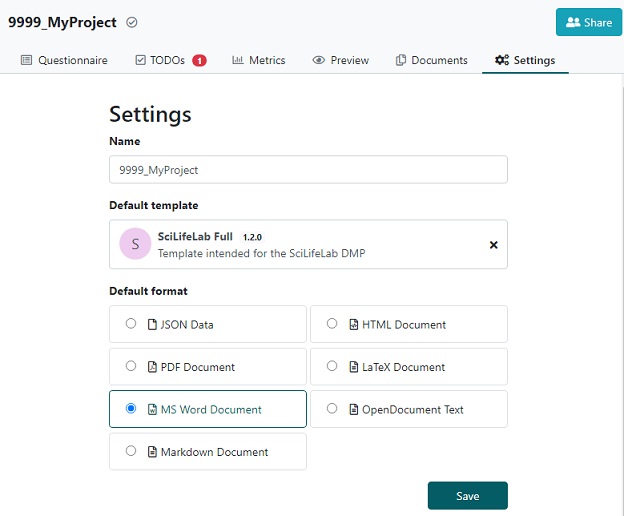 9999_MyProject
Share
Questionnaire TODOs 1 Metrics Preview Documents Settings
Settings
Name
9999_MyProject
Default template
S
SciLifeLab Full 1.2.0
Template intended for the SciLifeLab DMP
Default format
JSON Data HTML Document
PDF Document LaTeX Document
MS Word Document OpenDocument Text
Markdown Document
Save